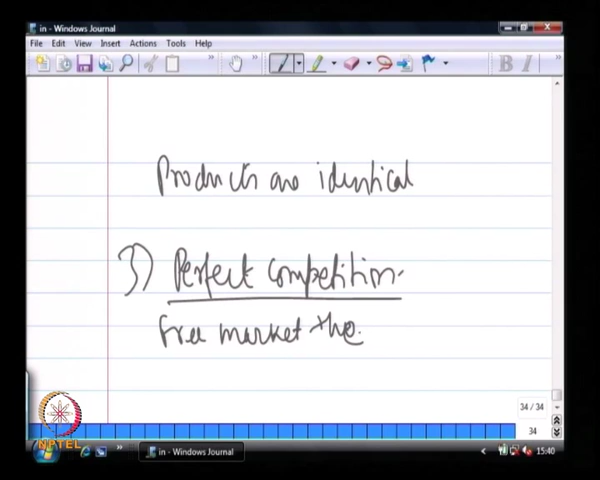 in - Windows Journal
File Edit View Insert Actions Tools Help
B I
Products are identical
3) Perfect competition.
Free market the
34 / 34
34
NPTEL
in - Windows Journal
15:40